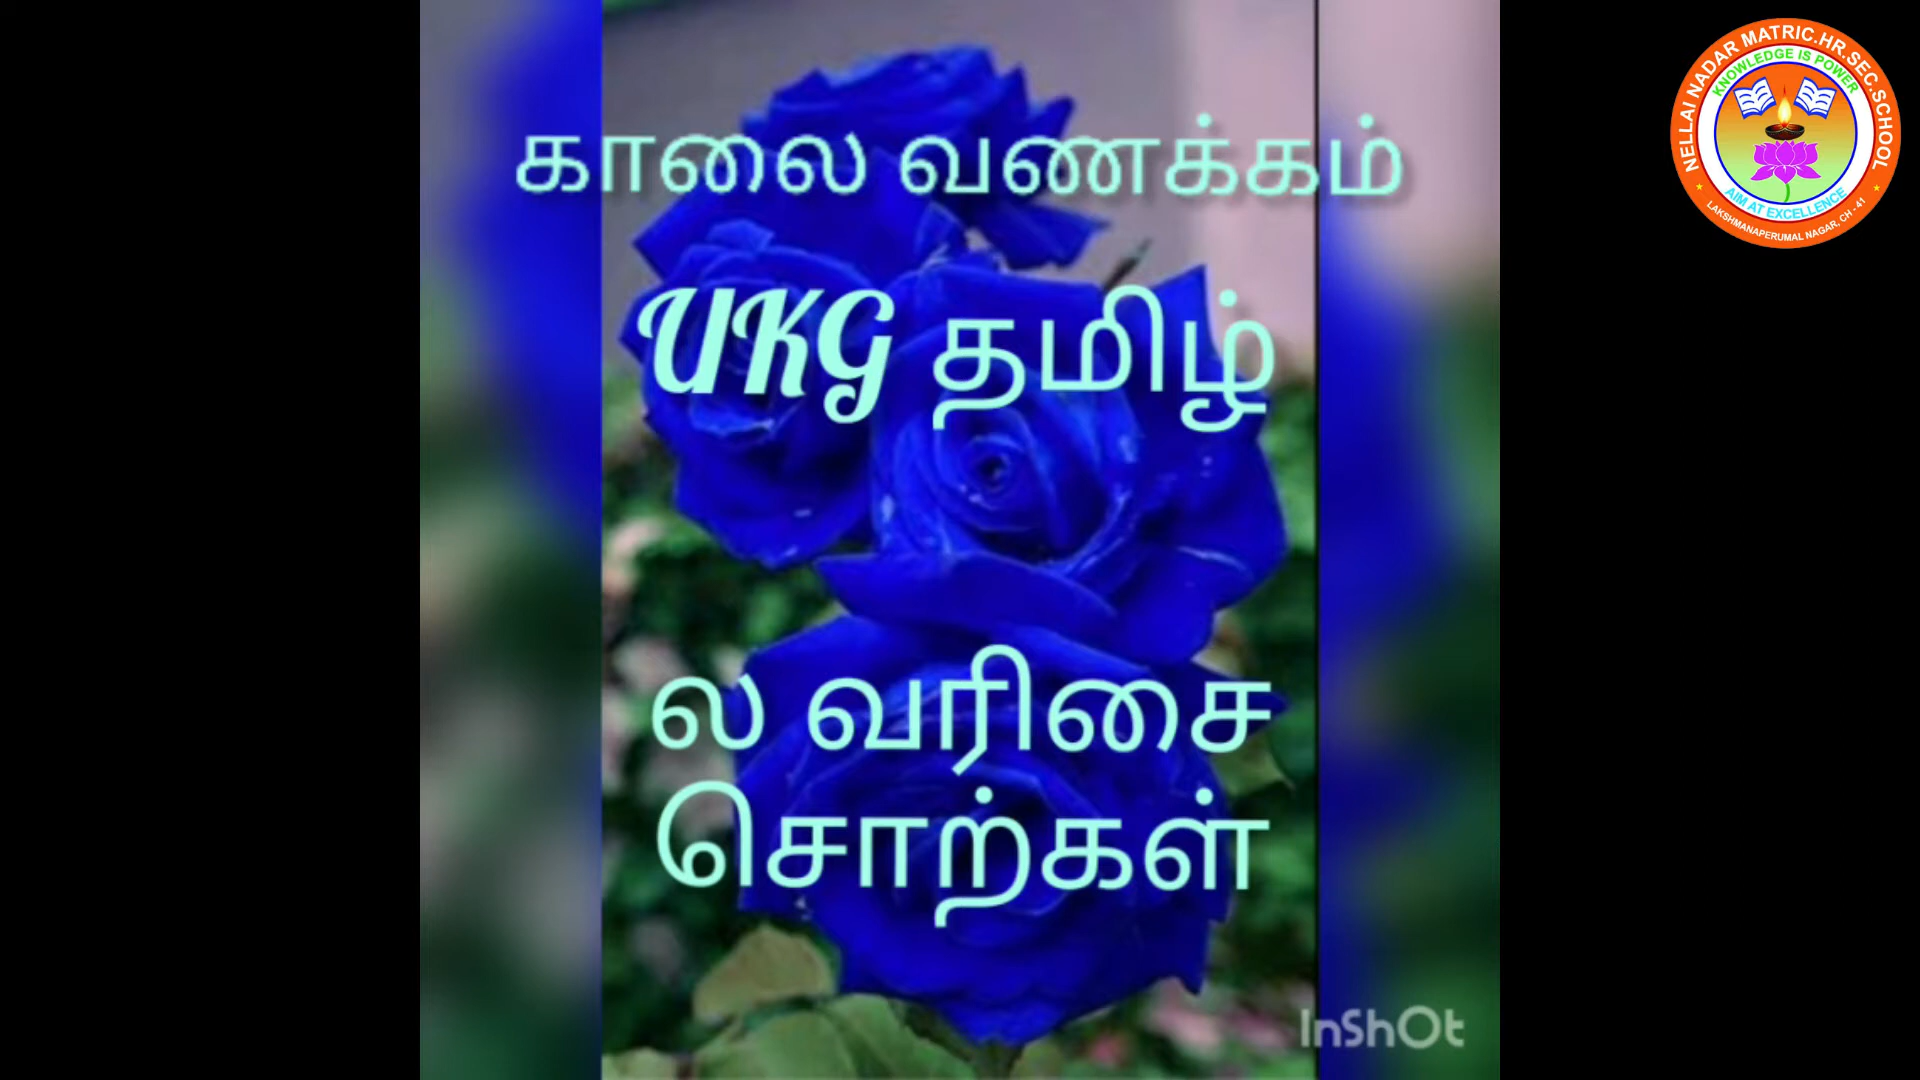 காலை வணக்கம்
UKG தமிழ்
ல வரிசை
சொற்கள்
InShOt
NELLAI NADAR MATRIC.HR.SEC.SCHOOL
KNOWLEDGE IS POWER
AIM AT EXCELLENCE
LAKSHMANAPERUMAL NAGAR, CH - 41